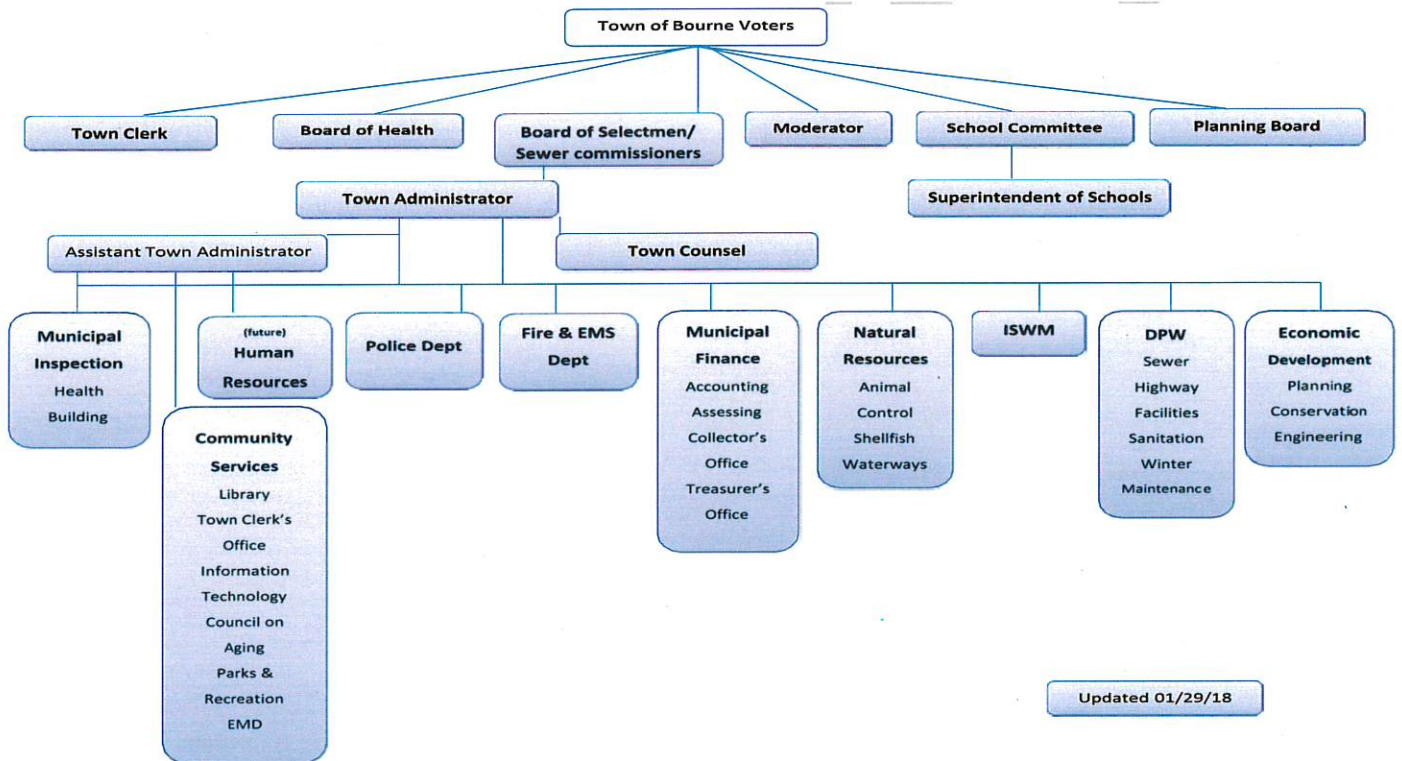 Town of Bourne Voters
Town Clerk
Board of Health
Board of Selectmen/
Sewer commissioners
Moderator
School Committee
Planning Board
Town Administrator
Superintendent of Schools
Assistant Town Administrator
Town Counsel
Municipal
Inspection
Health
Building
(future)
Human
Resources
Police Dept
Fire & EMS
Dept
Municipal
Finance
Accounting
Assessing
Collector's
Office
Treasurer's
Office
Natural
Resources
Animal
Control
Shellfish
Waterways
ISWM
DPW
Sewer
Highway
Facilities
Sanitation
Winter
Maintenance
Economic
Development
Planning
Conservation
Engineering
Community
Services
Library
Town Clerk's
Office
Information
Technology
Council on
Aging
Parks &
Recreation
EMD
Updated 01/29/18